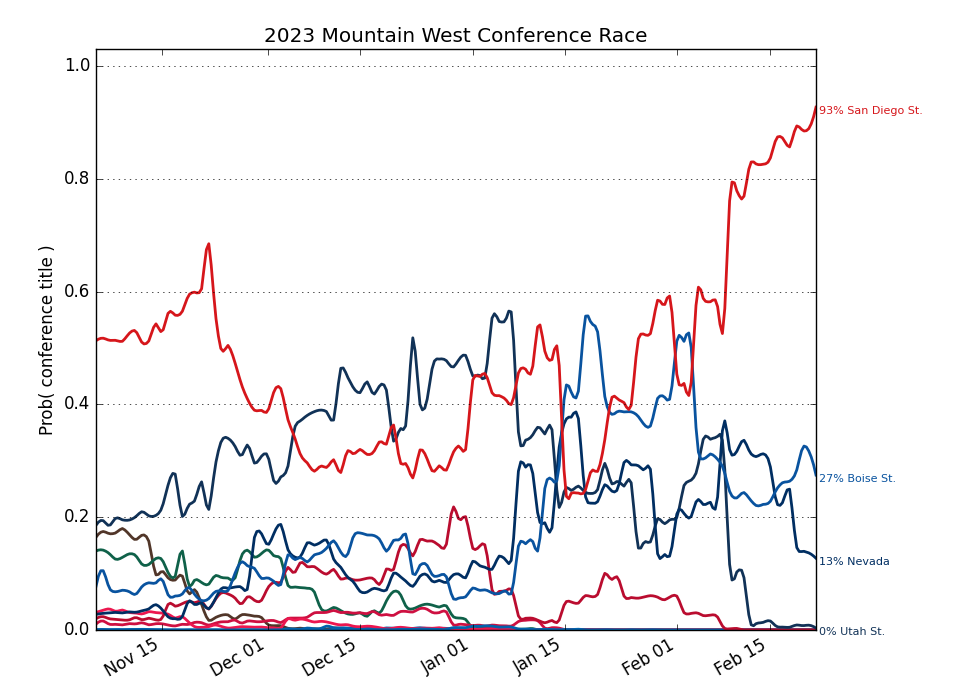 2023 Mountain West Conference Race
Prob( conference title )
1.0
0.8
0.6
0.4
0.2
0.0
Nov 15
Dec 01
Dec 15
Jan 01
Jan 15
Feb 01
Feb 15
93% San Diego St.
27% Boise St.
13% Nevada
0% Utah St.